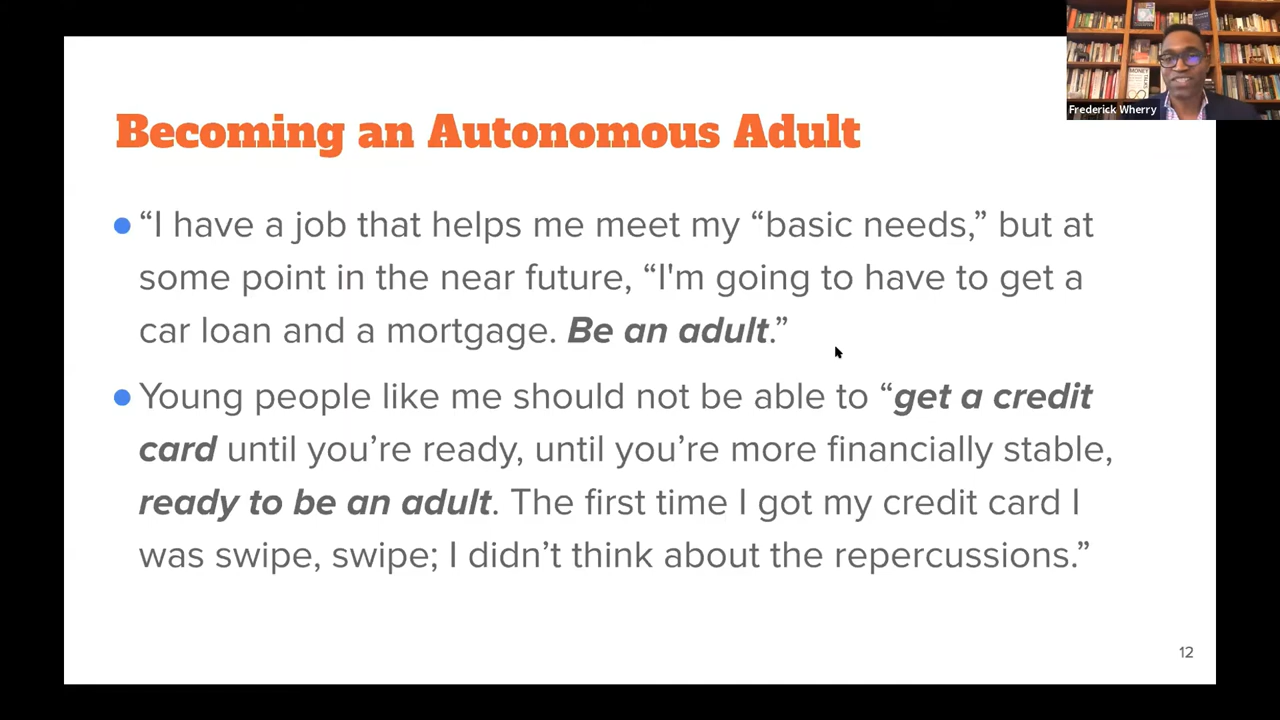 Frederick Wherry
Becoming an Autonomous Adult
“I have a job that helps me meet my “basic needs,” but at
some point in the near future, “I'm going to have to get a
car loan and a mortgage. Be an adult.”
Young people like me should not be able to “get a credit
card until you’re ready, until you’re more financially stable,
ready to be an adult. The first time I got my credit card I
was swipe, swipe; I didn’t think about the repercussions.”
12